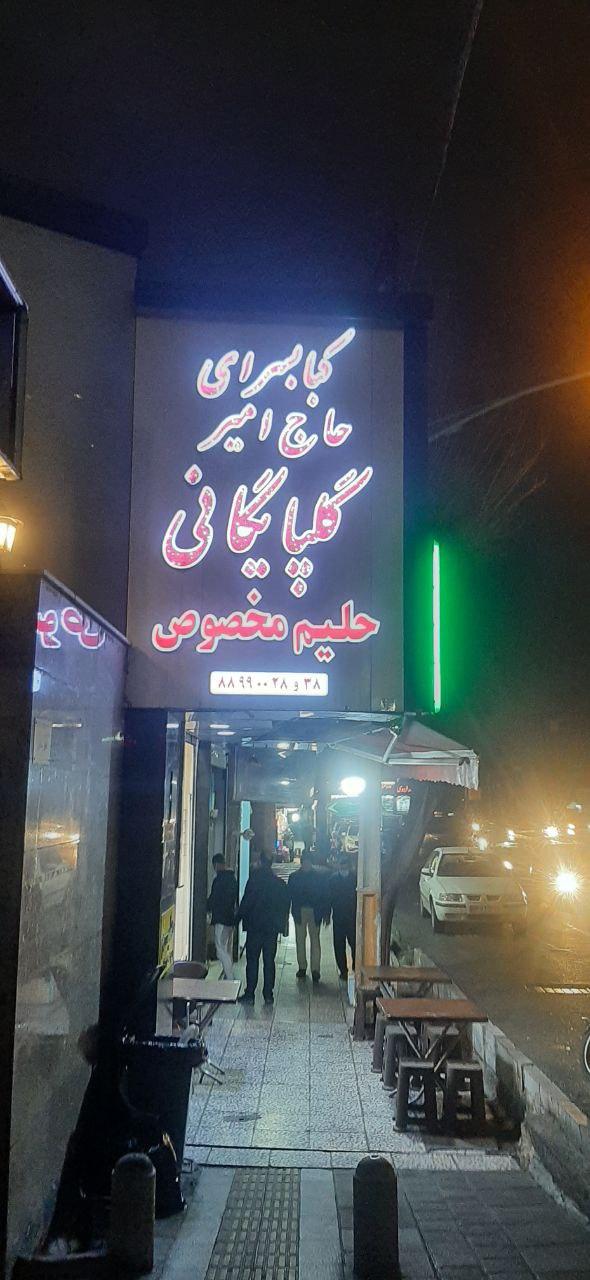 کبابسرای
حاج امیر
گلپایگانی
حلیم مخصوص
۸۸۹۹۰۰۲۸ و ۳۸